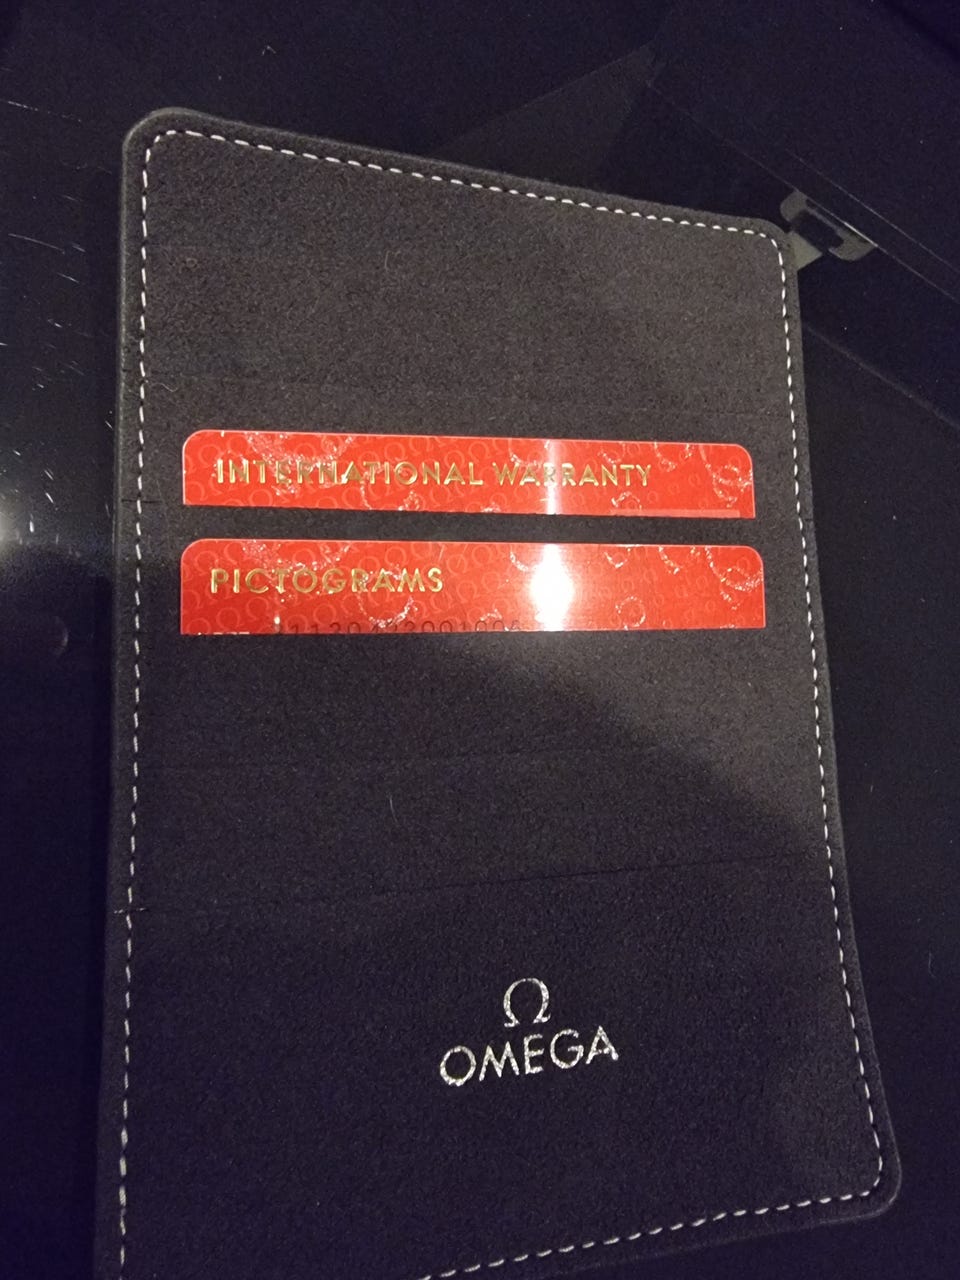 INTERNATIONAL WARRANTY
PICTOGRAMS
Ω
OMEGA